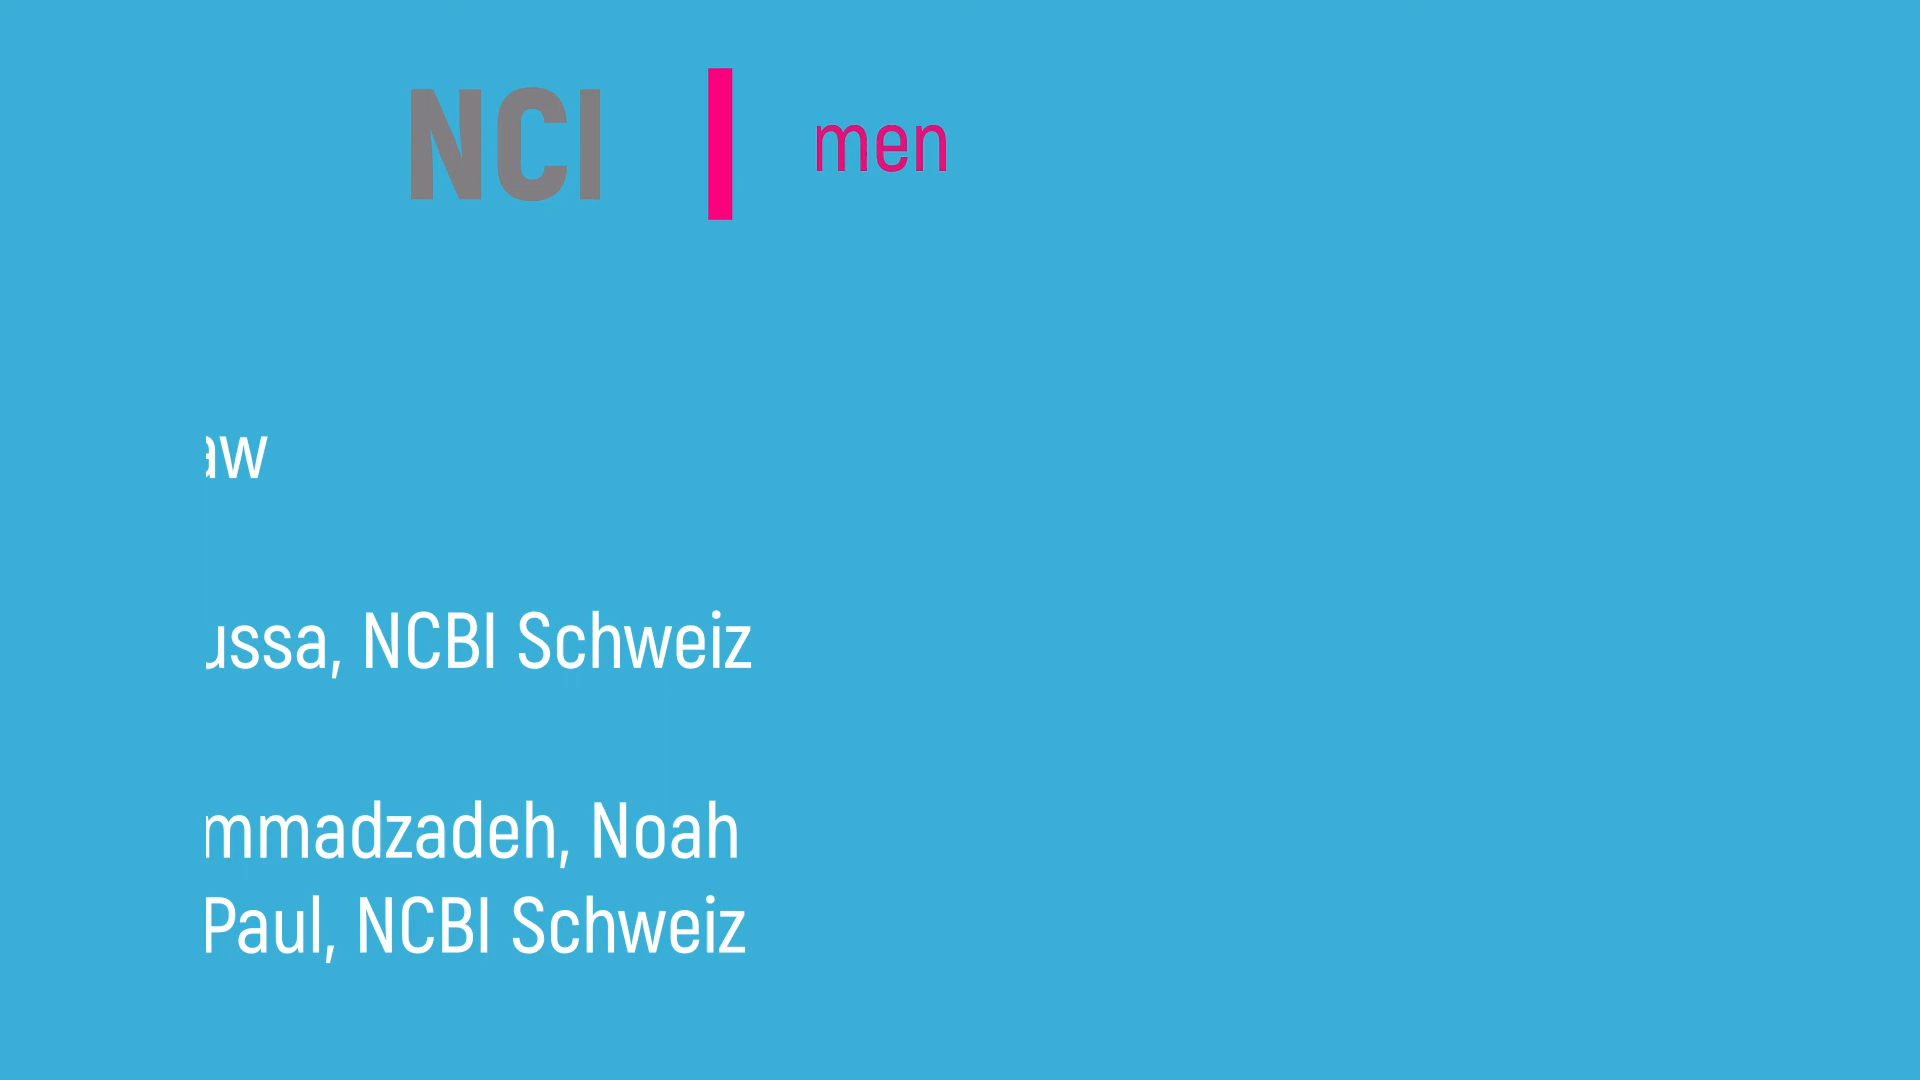 NCI men
aw
ussa, NCBI Schweiz
mmadzadeh, Noah
Paul, NCBI Schweiz